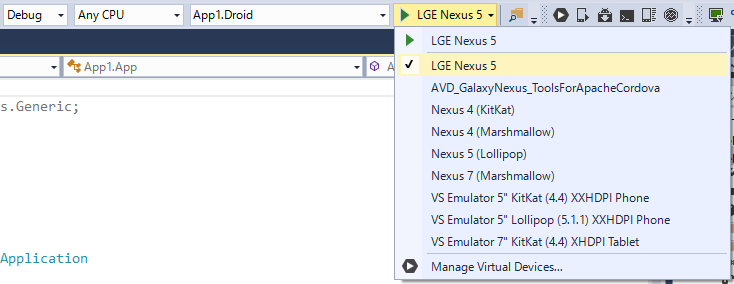 Debug Any CPU App1.Droid LGE Nexus 5
LGE Nexus 5
App1.App
LGE Nexus 5
AVD_GalaxyNexus_ToolsForApacheCordova
s.Generic;
Nexus 4 (KitKat)
Nexus 4 (Marshmallow)
Nexus 5 (Lollipop)
Nexus 7 (Marshmallow)
VS Emulator 5" KitKat (4.4) XXHDPI Phone
VS Emulator 5" Lollipop (5.1.1) XXHDPI Phone
VS Emulator 7" KitKat (4.4) XHDPI Tablet
Application
Manage Virtual Devices...